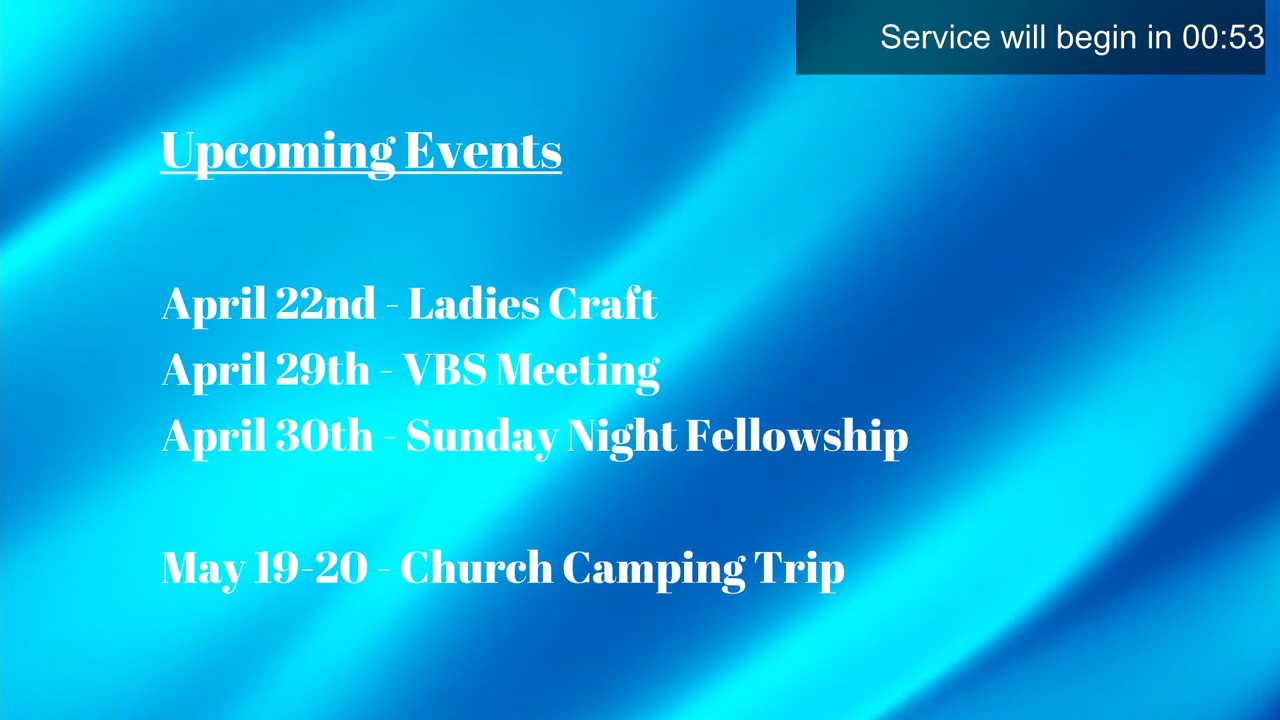 Service will begin in 00:53
Upcoming Events
April 22nd - Ladies Craft
April 29th - VBS Meeting
April 30th - Sunday Night Fellowship
May 19-20 - Church Camping Trip